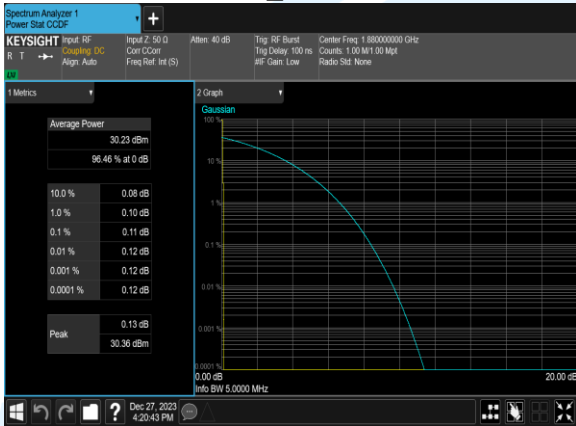 Spectrum Analyzer 1
Power Stat CCDF
+
KEYSIGHT
R T
LXI
Input: RF
Coupling: DC
Align: Auto
Input Z: 50 Ω
Corr CCorr
Freq Ref: Int (S)
Atten: 40 dB
Trig: RF Burst
Trig Delay: 100 ns
#IF Gain: Low
Center Freq: 1.880000000 GHz
Counts: 1.00 M/1.00 Mpt
Radio Std: None
1 Metrics
Average Power
30.23 dBm
96.46 % at 0 dB
10.0 % 0.08 dB
1.0 % 0.10 dB
0.1 % 0.11 dB
0.01 % 0.12 dB
0.001 % 0.12 dB
0.0001 % 0.12 dB
Peak
0.13 dB
30.36 dBm
2 Graph
Gaussian
100 %
10 %
1 %
0.1 %
0.01 %
0.001 %
0.0001 %
0.00 dB
20.00 dB
Info BW 5.0000 MHz
?
Dec 27, 2023
4:20:43 PM